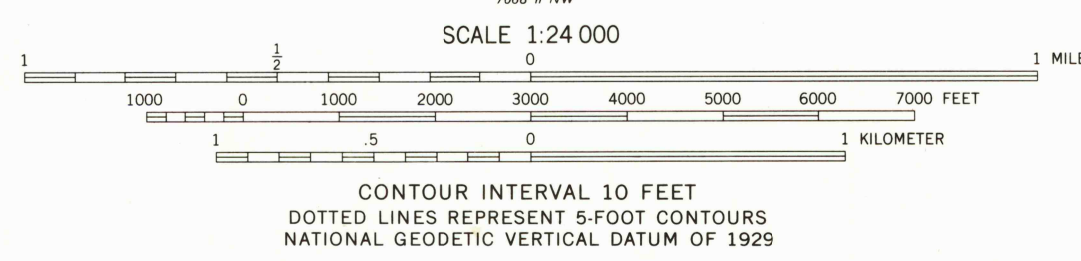 SCALE 1:24 000
1 1/2 0 1 MILE
1000 0 1000 2000 3000 4000 5000 6000 7000 FEET
1 .5 0 1 KILOMETER
CONTOUR INTERVAL 10 FEET
DOTTED LINES REPRESENT 5-FOOT CONTOURS
NATIONAL GEODETIC VERTICAL DATUM OF 1929